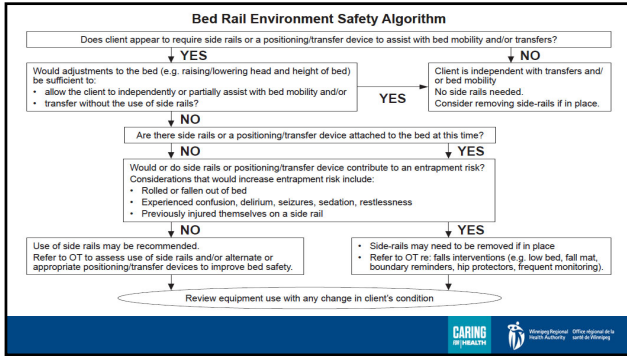 Bed Rail Environment Safety Algorithm
Does client appear to require side rails or a positioning/transfer device to assist with bed mobility and/or transfers?
YES
NO
Would adjustments to the bed (e.g. raising/lowering head and height of bed)
be sufficient to:
• allow the client to independently or partially assist with bed mobility and/or
• transfer without the use of side rails?
YES
Client is independent with transfers and/
or bed mobility
No side rails needed.
Consider removing side-rails if in place.
NO
Are there side rails or a positioning/transfer device attached to the bed at this time?
NO
YES
Would or do side rails or positioning/transfer device contribute to an entrapment risk?
Considerations that would increase entrapment risk include:
• Rolled or fallen out of bed
• Experienced confusion, delirium, seizures, sedation, restlessness
• Previously injured themselves on a side rail
NO
YES
Use of side rails may be recommended.
Refer to OT to assess use of side rails and/or alternate or
appropriate positioning/transfer devices to improve bed safety.
• Side-rails may need to be removed if in place
• Refer to OT re: falls interventions (e.g. low bed, fall mat,
boundary reminders, hip protectors, frequent monitoring).
Review equipment use with any change in client's condition
CARING
FOR HEALTH
Winnipeg Regional
Health Authority
Office régional de la
santé de Winnipeg